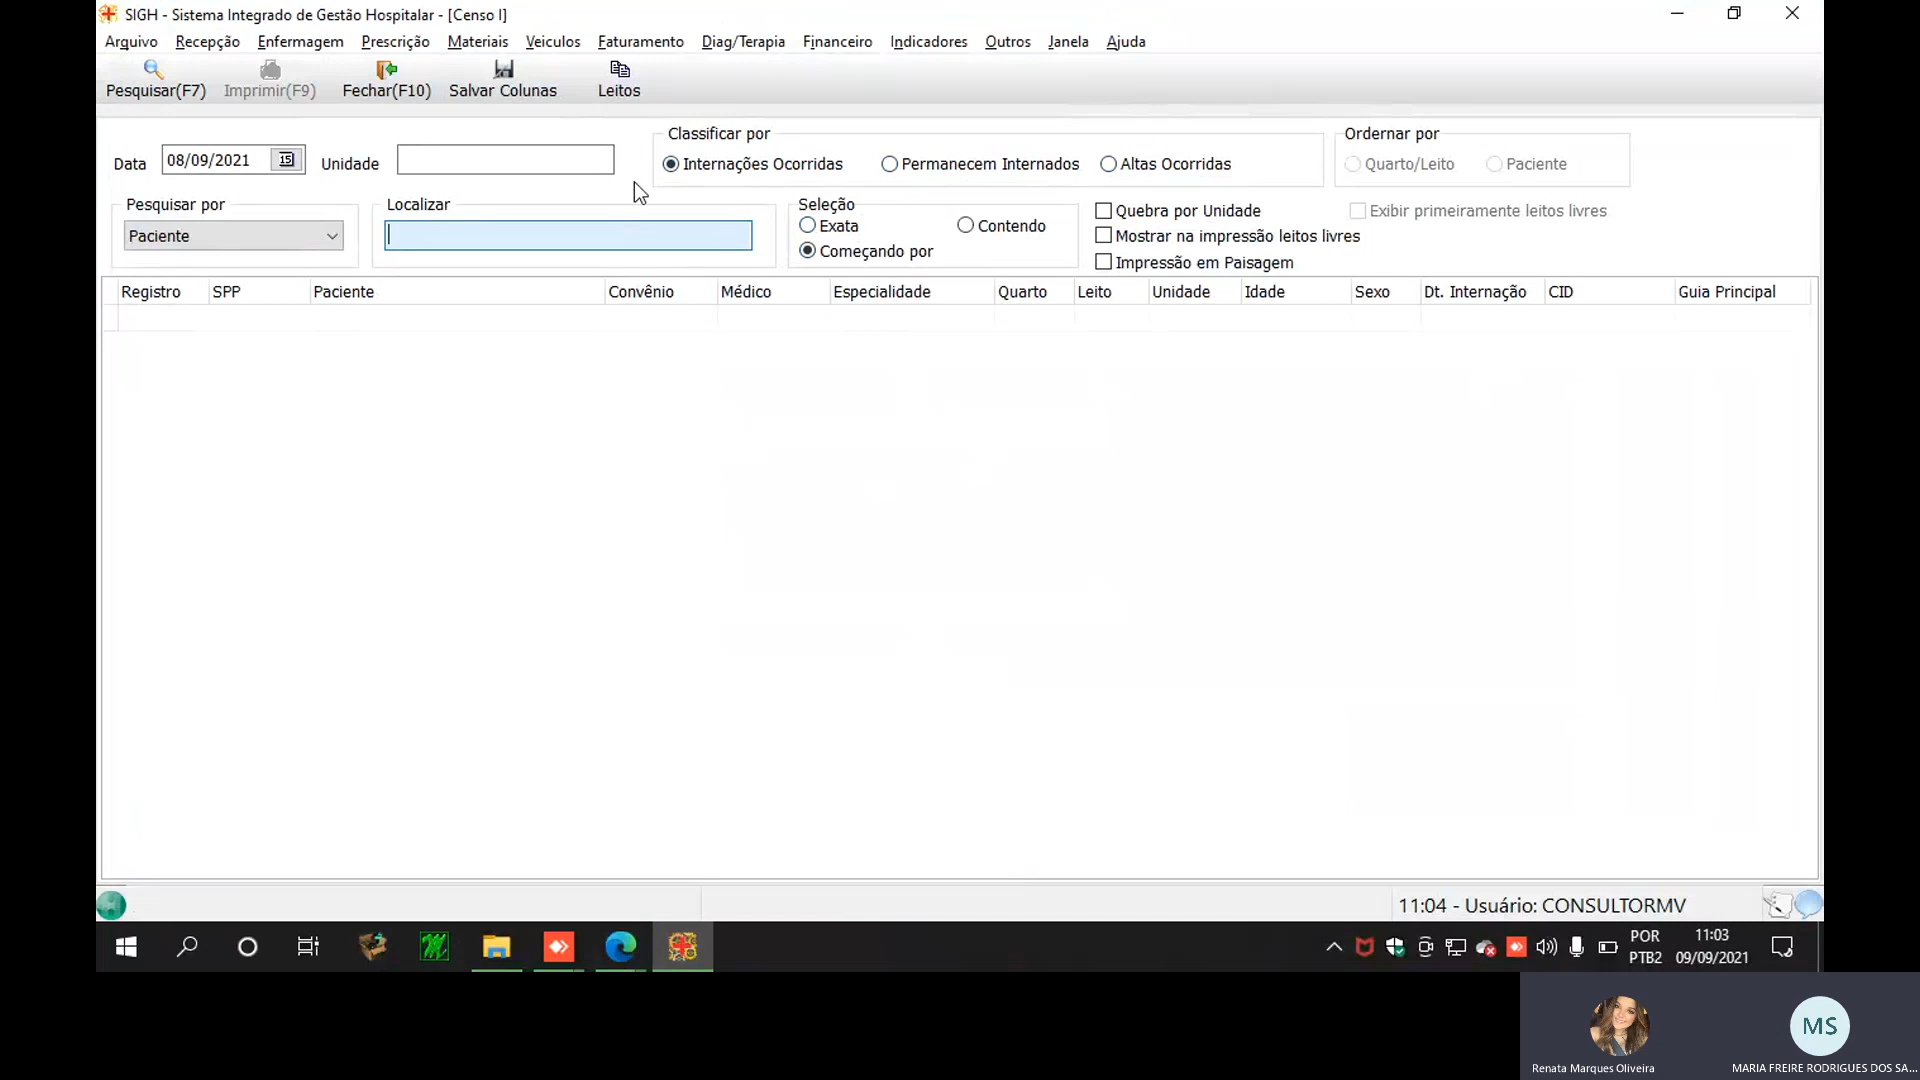 SIGH - Sistema Integrado de Gestão Hospitalar - [Censo I]
Arquivo Recepção Enfermagem Prescrição Materiais Veiculos Faturamento Diag/Terapia Financeiro Indicadores Outros Janela Ajuda
Pesquisar(F7) Imprimir(F9) Fechar(F10) Salvar Colunas Leitos
Classificar por Ordernar por
Data 08/09/2021 15 Unidade Internações Ocorridas Permanecem Internados Altas Ocorridas Quarto/Leito Paciente
Pesquisar por Localizar Seleção Quebra por Unidade Exibir primeiramente leitos livres
Exata Contendo
Paciente Mostrar na impressão leitos livres
Começando por Impressão em Paisagem
Registro SPP Paciente Convênio Médico Especialidade Quarto Leito Unidade Idade Sexo Dt. Internação CID Guia Principal
11:04 - Usuário: CONSULTORMV
POR 11:03
PTB2 09/09/2021
MS
Renata Marques Oliveira MARIA FREIRE RODRIGUES DOS SA...